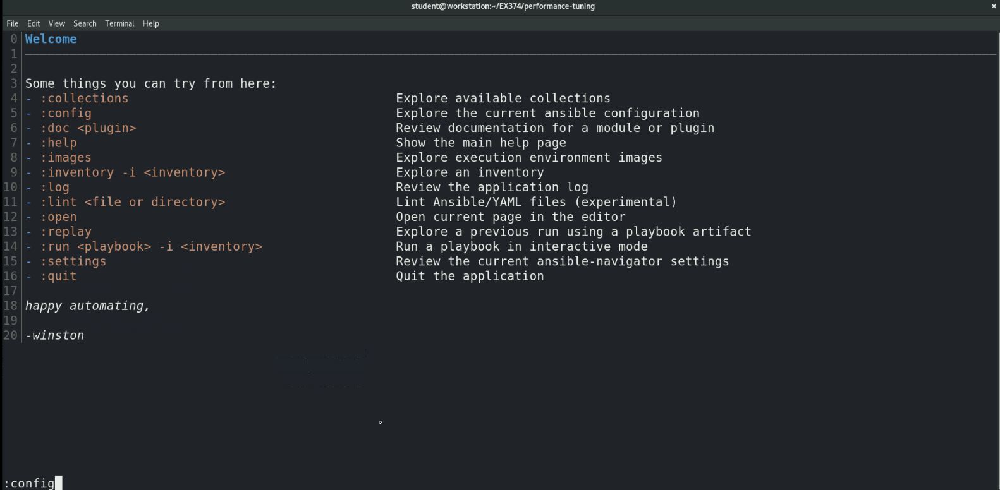 student@workstation:~/EX374/performance-tuning ×
File Edit View Search Terminal Help
0 Welcome
1
2
3 Some things you can try from here:
4 - :collections Explore available collections
5 - :config Explore the current ansible configuration
6 - :doc <plugin> Review documentation for a module or plugin
7 - :help Show the main help page
8 - :images Explore execution environment images
9 - :inventory -i <inventory> Explore an inventory
10 - :log Review the application log
11 - :lint <file or directory> Lint Ansible/YAML files (experimental)
12 - :open Open current page in the editor
13 - :replay Explore a previous run using a playbook artifact
14 - :run <playbook> -i <inventory> Run a playbook in interactive mode
15 - :settings Review the current ansible-navigator settings
16 - :quit Quit the application
17
18 happy automating,
19
20 -winston
:config